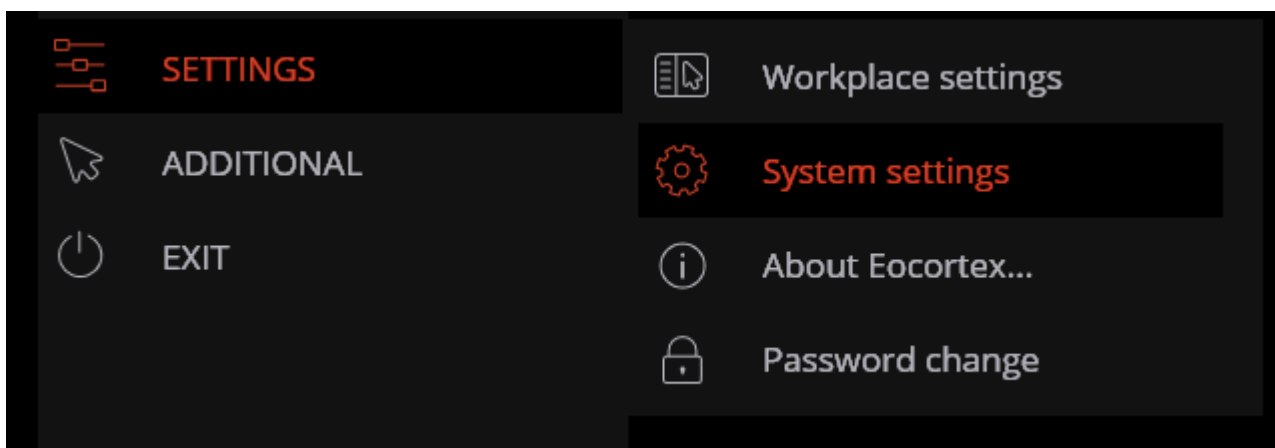 SETTINGS
ADDITIONAL
EXIT
Workplace settings
System settings
About Eocortex...
Password change